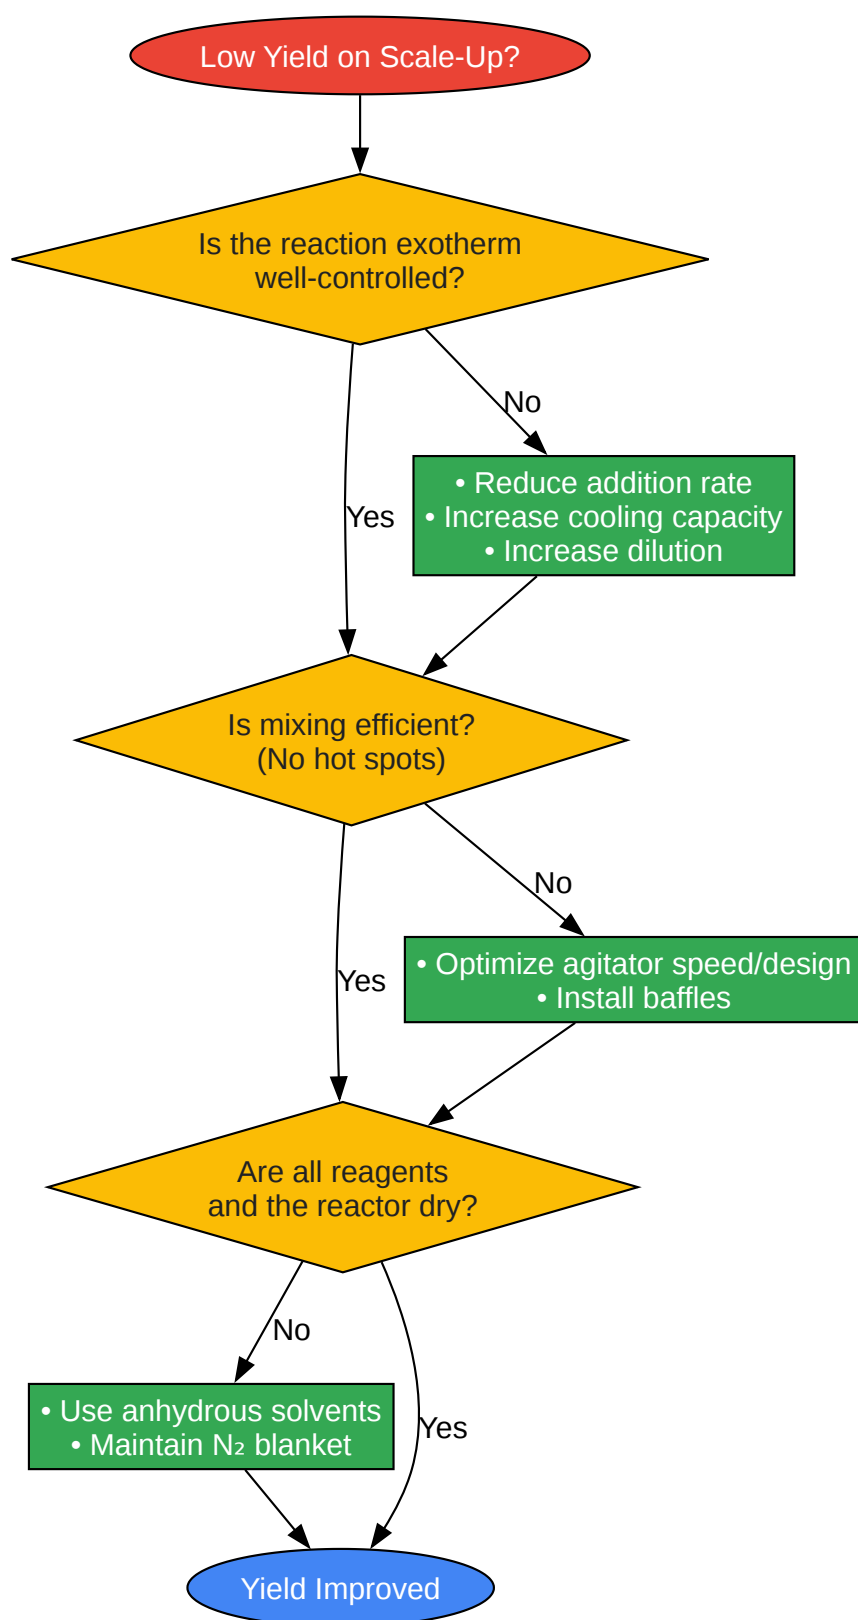 Low Yield on Scale-Up?
Is the reaction exotherm
well-controlled?
No
• Reduce addition rate
• Increase cooling capacity
• Increase dilution
Yes
Is mixing efficient?
(No hot spots)
No
• Optimize agitator speed/design
• Install baffles
Yes
Are all reagents
and the reactor dry?
No
• Use anhydrous solvents
• Maintain N₂ blanket
Yes
Yield Improved